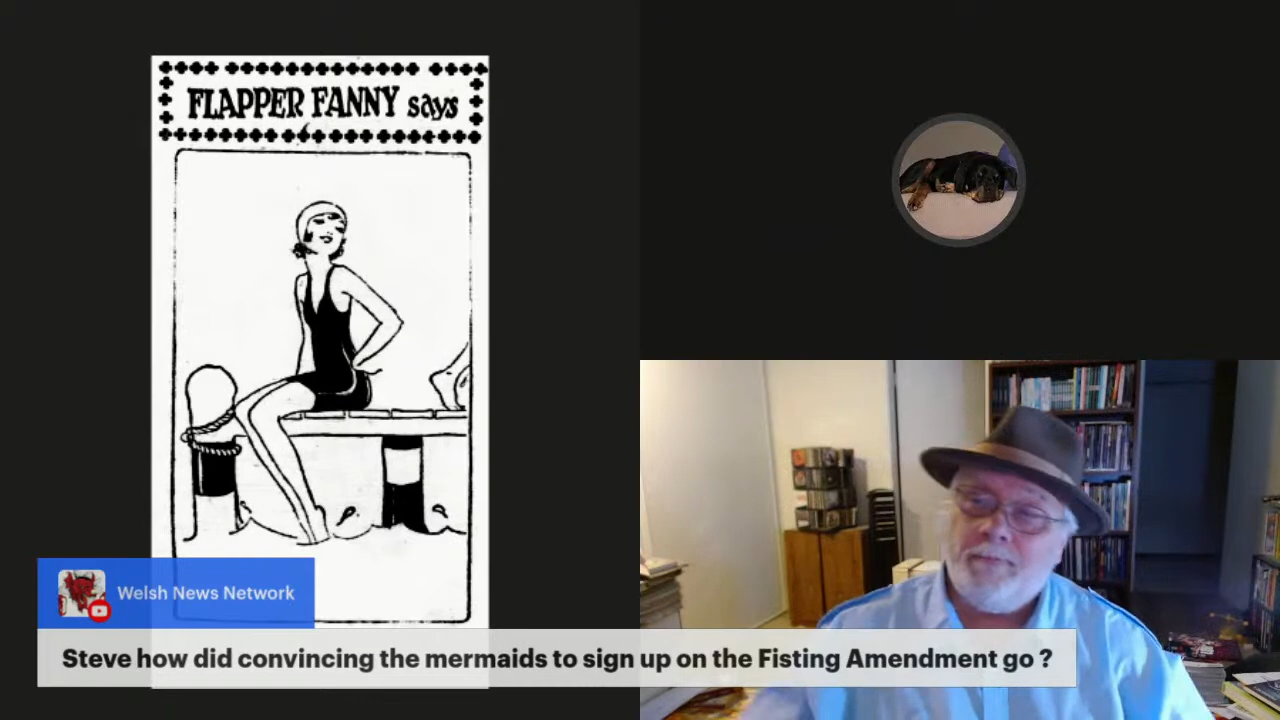 FLAPPER FANNY says
Welsh News Network
Steve how did convincing the mermaids to sign up on the Fisting Amendment go ?